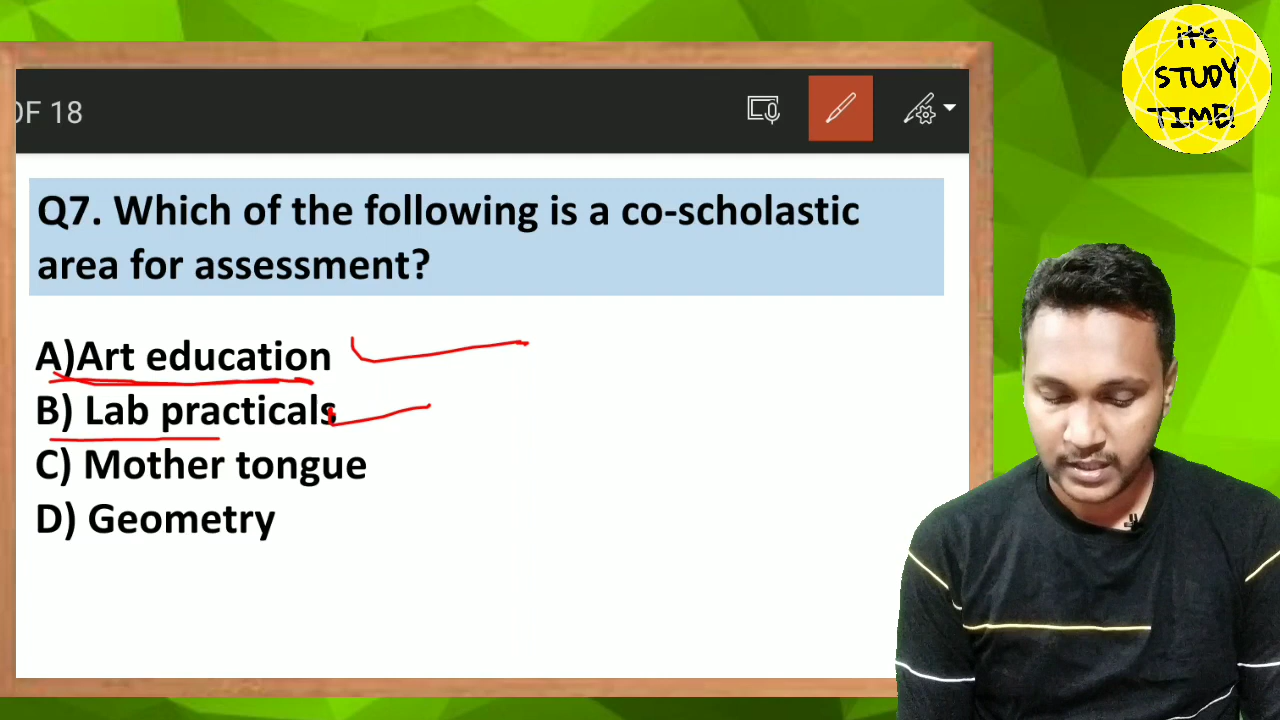 OF 18
IT'S
STUDY
TIME!
Q7. Which of the following is a co-scholastic
area for assessment?
A)Art education
B) Lab practicals
C) Mother tongue
D) Geometry